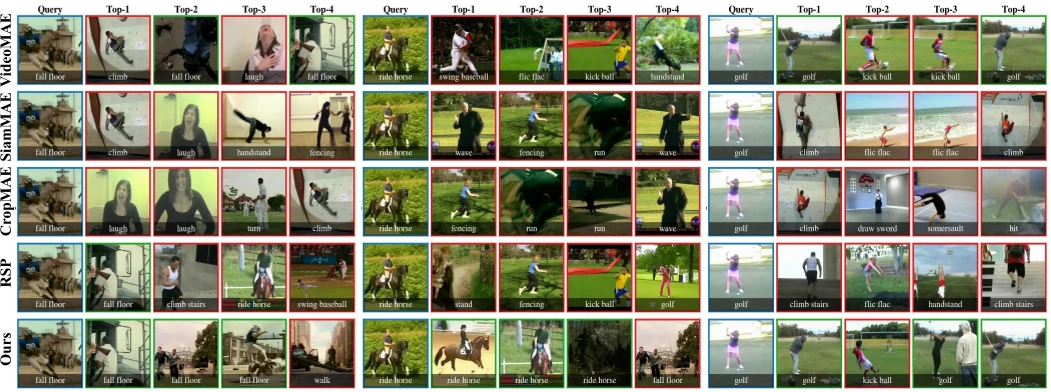 Query Top-1 Top-2 Top-3 Top-4 Query Top-1 Top-2 Top-3 Top-4 Query Top-1 Top-2 Top-3 Top-4
VideoMAE
fall floor climb fall floor laugh fall floor ride horse swing baseball flic flac kick ball handstand golf golf kick ball kick ball golf
SiamMAE
fall floor climb laugh handstand fencing ride horse wave fencing run wave golf climb flic flac flic flac climb
CropMAE
fall floor laugh laugh turn climb ride horse fencing run run wave golf climb draw sword somersault hit
RSP
fall floor fall floor climb stairs ride horse swing baseball ride horse stand fencing kick ball golf golf climb stairs flic flac handstand climb stairs
Ours
fall floor fall floor fall floor fall floor walk ride horse ride horse ride horse ride horse fall floor golf golf kick ball golf golf